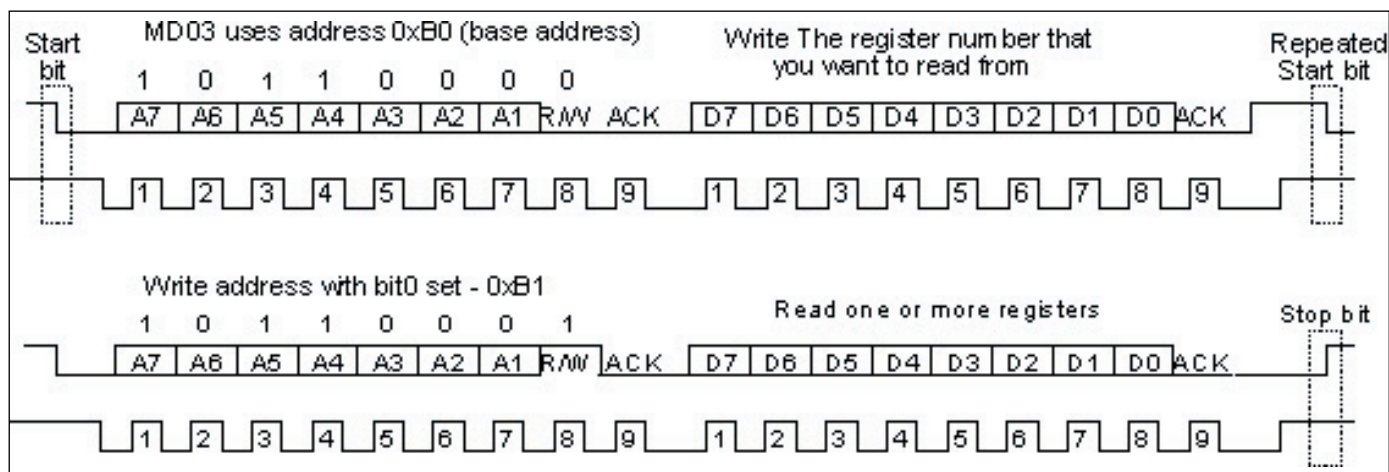 MD03 uses address 0xB0 (base address)
Write The register number that
you want to read from
Start
bit
Repeated
Start bit
1 0 1 1 0 0 0 0
A7 A6 A5 A4 A3 A2 A1 R/W ACK D7 D6 D5 D4 D3 D2 D1 D0 ACK
1 2 3 4 5 6 7 8 9 1 2 3 4 5 6 7 8 9
Write address with bit0 set - 0xB1
Read one or more registers
Stop bit
1 0 1 1 0 0 0 1
A7 A6 A5 A4 A3 A2 A1 R/W ACK D7 D6 D5 D4 D3 D2 D1 D0 ACK
1 2 3 4 5 6 7 8 9 1 2 3 4 5 6 7 8 9